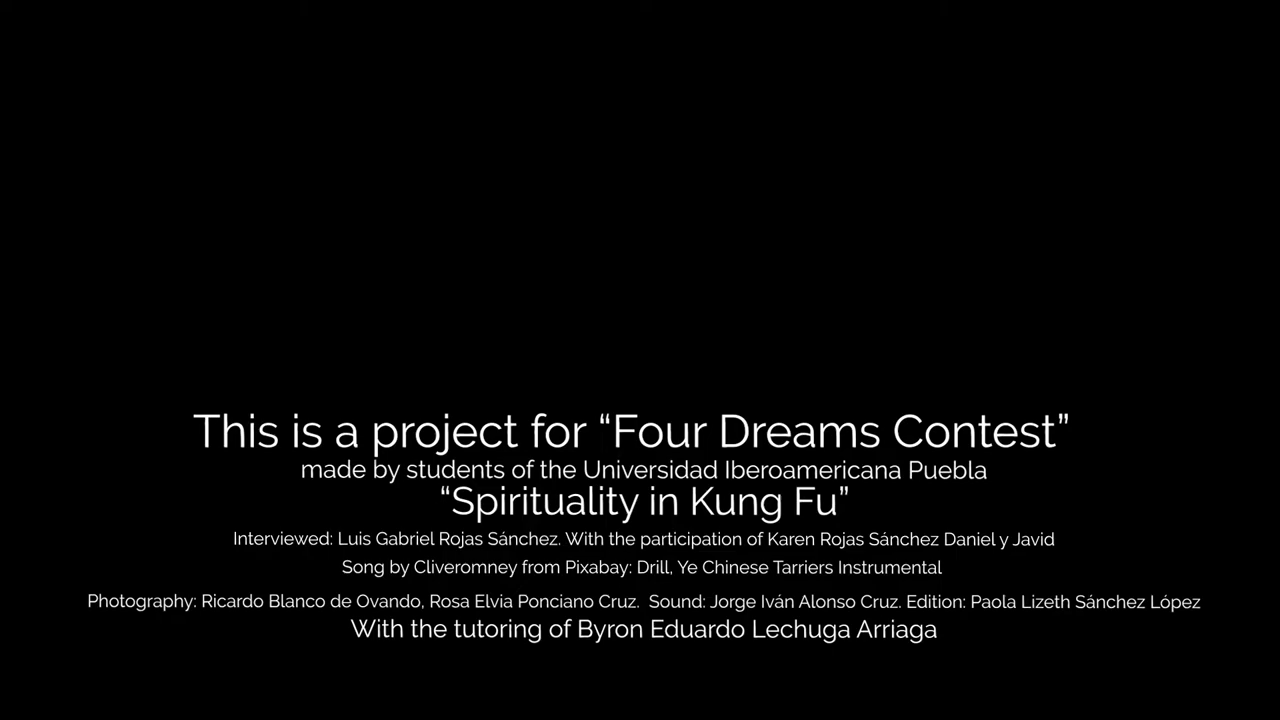 This is a project for “Four Dreams Contest”
made by students of the Universidad Iberoamericana Puebla
“Spirituality in Kung Fu”
Interviewed: Luis Gabriel Rojas Sánchez. With the participation of Karen Rojas Sánchez Daniel y Javid
Song by Cliveromney from Pixabay: Drill, Ye Chinese Tarriers Instrumental
Photography: Ricardo Blanco de Ovando, Rosa Elvia Ponciano Cruz.  Sound: Jorge Iván Alonso Cruz. Edition: Paola Lizeth Sánchez López
With the tutoring of Byron Eduardo Lechuga Arriaga